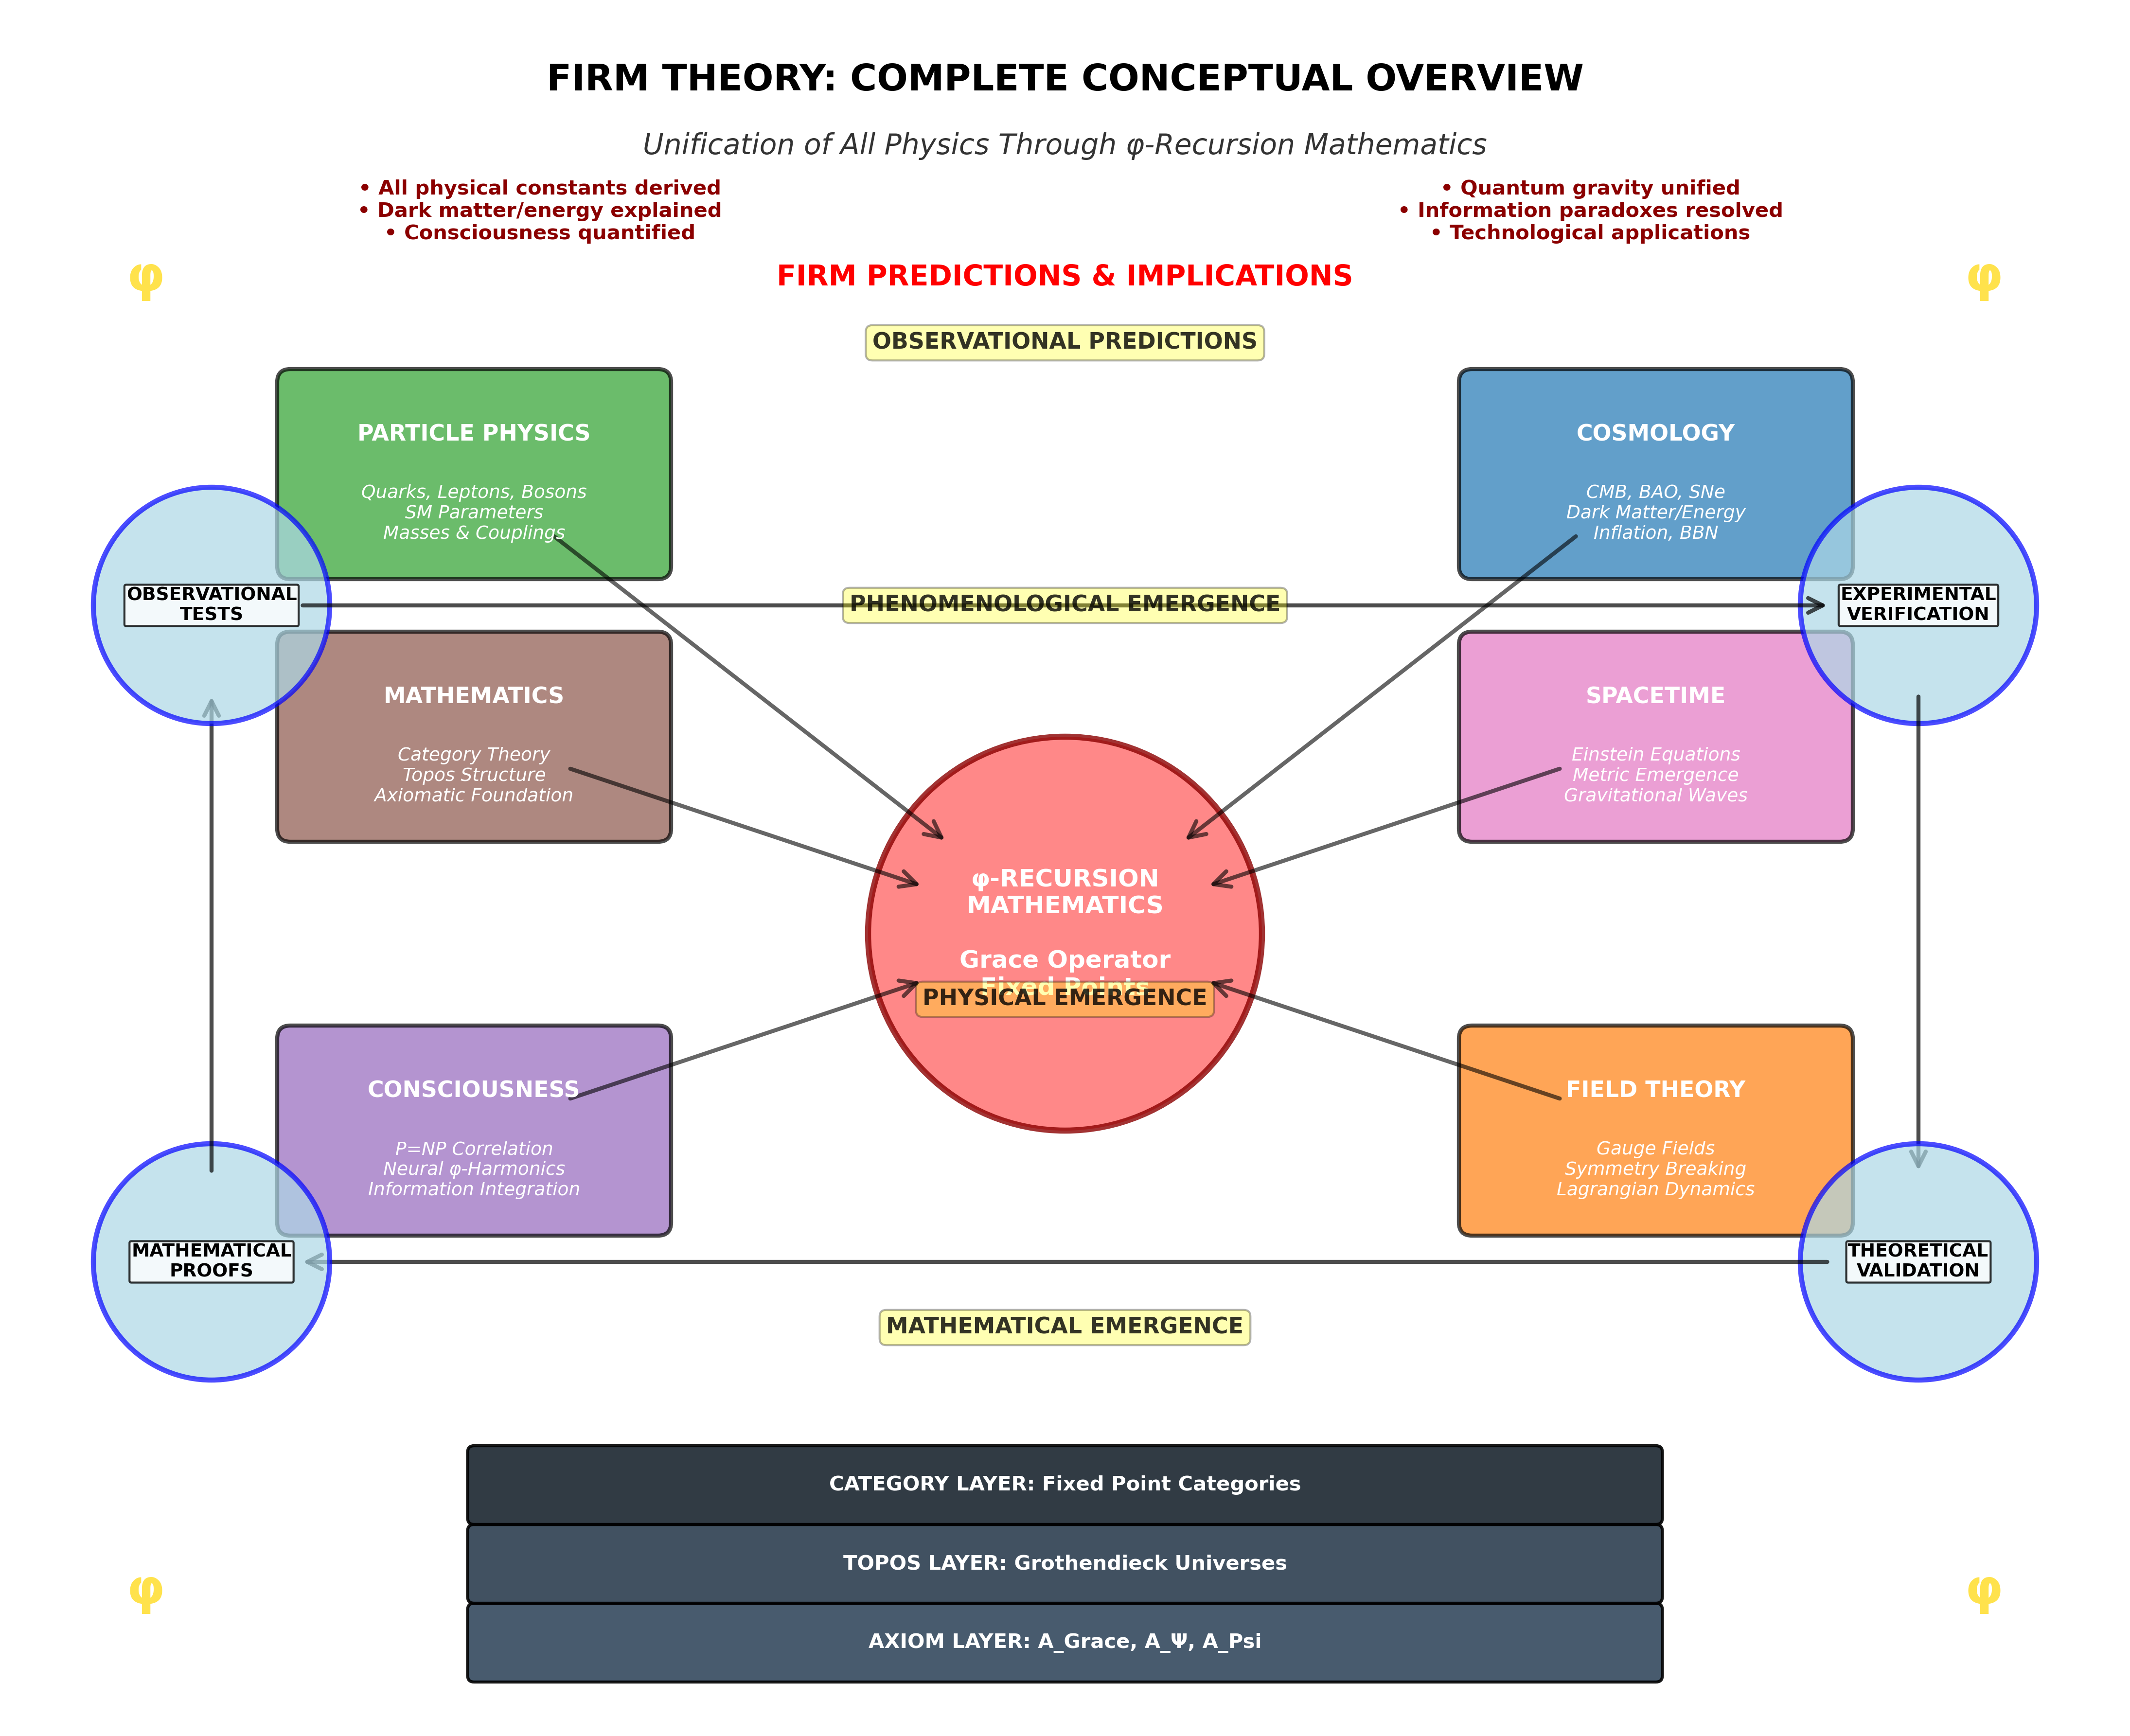 FIRM THEORY: COMPLETE CONCEPTUAL OVERVIEW
Unification of All Physics Through φ-Recursion Mathematics
• All physical constants derived
• Dark matter/energy explained
• Consciousness quantified
• Quantum gravity unified
• Information paradoxes resolved
• Technological applications
φ
φ
FIRM PREDICTIONS & IMPLICATIONS
OBSERVATIONAL PREDICTIONS
PARTICLE PHYSICS
Quarks, Leptons, Bosons
SM Parameters
Masses & Couplings
COSMOLOGY
CMB, BAO, SNe
Dark Matter/Energy
Inflation, BBN
OBSERVATIONAL
TESTS
PHENOMENOLOGICAL EMERGENCE
EXPERIMENTAL
VERIFICATION
MATHEMATICS
Category Theory
Topos Structure
Axiomatic Foundation
SPACETIME
Einstein Equations
Metric Emergence
Gravitational Waves
φ-RECURSION
MATHEMATICS
Grace Operator
Fixed Points
PHYSICAL EMERGENCE
CONSCIOUSNESS
P=NP Correlation
Neural φ-Harmonics
Information Integration
FIELD THEORY
Gauge Fields
Symmetry Breaking
Lagrangian Dynamics
MATHEMATICAL
PROOFS
THEORETICAL
VALIDATION
MATHEMATICAL EMERGENCE
CATEGORY LAYER: Fixed Point Categories
TOPOS LAYER: Grothendieck Universes
φ
φ
AXIOM LAYER: A_Grace, A_Ψ, A_Psi